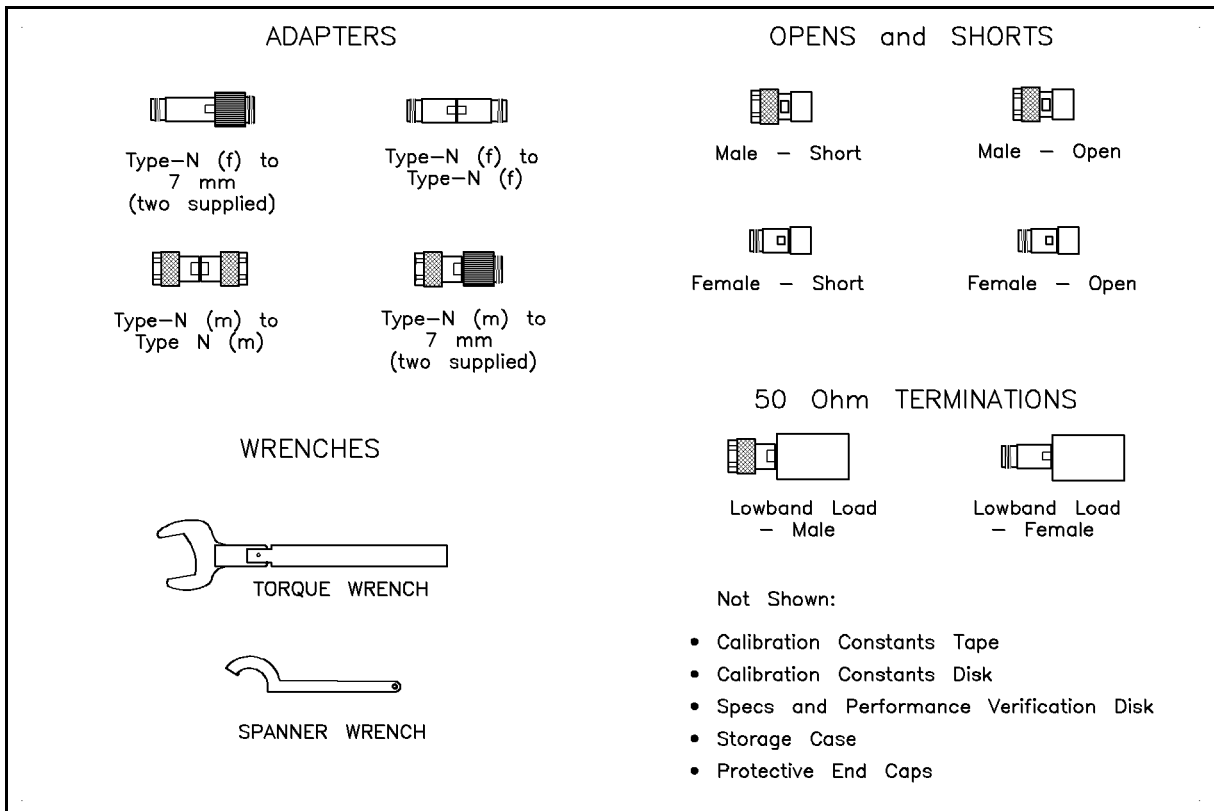 ADAPTERS
Type-N (f) to
7 mm
(two supplied)
Type-N (f) to
Type-N (f)
Type-N (m) to
Type N (m)
Type-N (m) to
7 mm
(two supplied)
WRENCHES
TORQUE WRENCH
SPANNER WRENCH
OPENS and SHORTS
Male - Short
Male - Open
Female - Short
Female - Open
50 Ohm TERMINATIONS
Lowband Load
- Male
Lowband Load
- Female
Not Shown:
• Calibration Constants Tape
• Calibration Constants Disk
• Specs and Performance Verification Disk
• Storage Case
• Protective End Caps